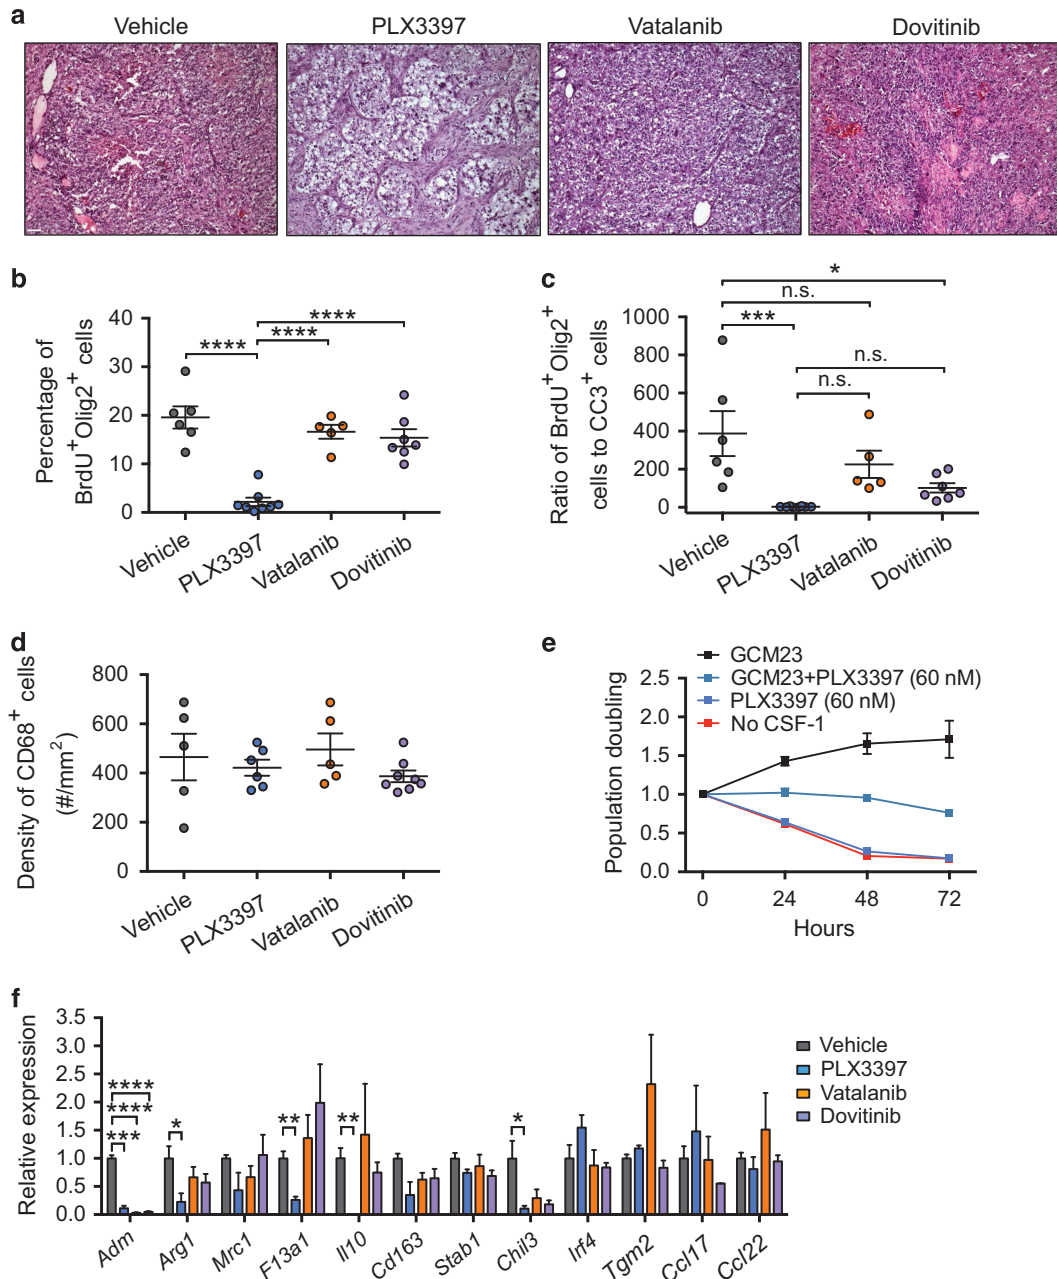 a
Vehicle PLX3397 Vatalanib Dovitinib
b
Percentage of
BrdU+Olig2+ cells
40
30
20
10
0
****
****
****
Vehicle
PLX3397
Vatalanib
Dovitinib
c
Ratio of BrdU+Olig2+
cells to CC3+ cells
1000
800
600
400
200
0
*
n.s.
***
n.s.
n.s.
Vehicle
PLX3397
Vatalanib
Dovitinib
d
Density of CD68+ cells
(#/mm2)
800
600
400
200
0
Vehicle
PLX3397
Vatalanib
Dovitinib
e
GCM23
GCM23+PLX3397 (60 nM)
PLX3397 (60 nM)
No CSF-1
Population doubling
2.5
2.0
1.5
1.0
0.5
0.0
0 24 48 72
Hours
f
Relative expression
3.5
3.0
2.5
2.0
1.5
1.0
0.5
0.0
****
****
***
*
**
**
*
Vehicle
PLX3397
Vatalanib
Dovitinib
Adm
Arg1
Mrc1
F13a1
Il10
Cd163
Stab1
Chil3
Irf4
Tgm2
Ccl17
Ccl22